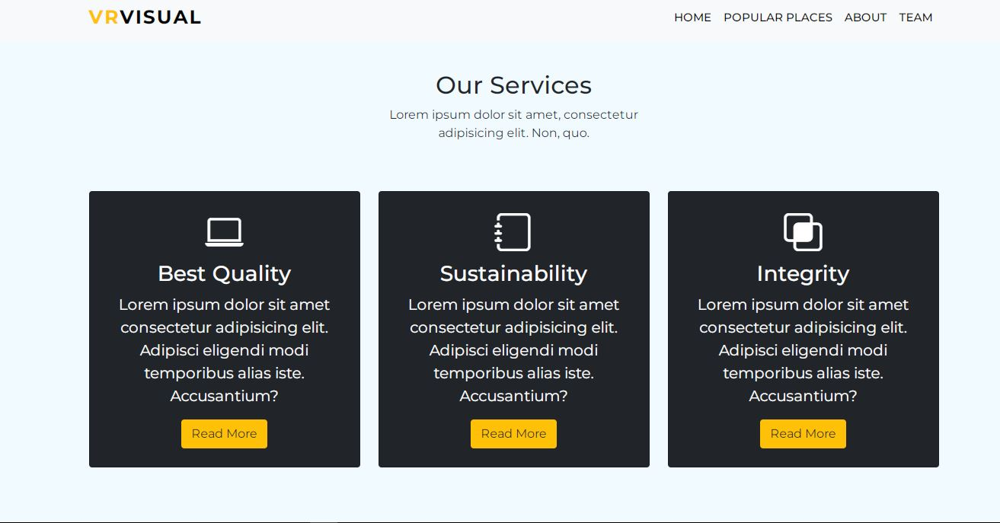 VRVISUAL
HOME POPULAR PLACES ABOUT TEAM
Our Services
Lorem ipsum dolor sit amet, consectetur
adipisicing elit. Non, quo.
Best Quality
Lorem ipsum dolor sit amet
consectetur adipisicing elit.
Adipisci eligendi modi
temporibus alias iste.
Accusantium?
Read More
Sustainability
Lorem ipsum dolor sit amet
consectetur adipisicing elit.
Adipisci eligendi modi
temporibus alias iste.
Accusantium?
Read More
Integrity
Lorem ipsum dolor sit amet
consectetur adipisicing elit.
Adipisci eligendi modi
temporibus alias iste.
Accusantium?
Read More